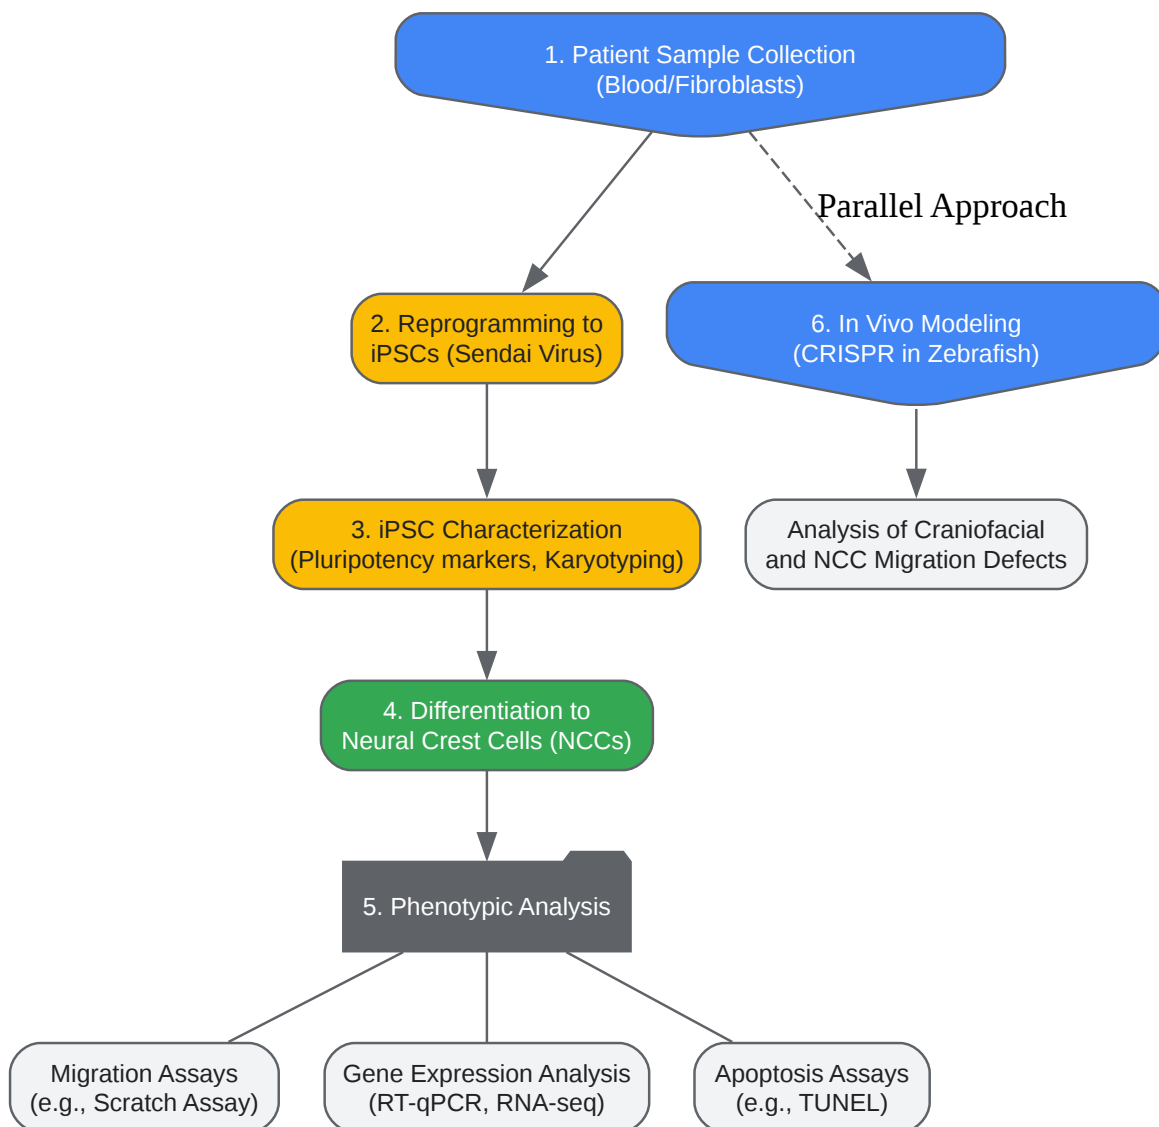 1. Patient Sample Collection
(Blood/Fibroblasts)
Parallel Approach
2. Reprogramming to
iPSCs (Sendai Virus)
6. In Vivo Modeling
(CRISPR in Zebrafish)
3. iPSC Characterization
(Pluripotency markers, Karyotyping)
Analysis of Craniofacial
and NCC Migration Defects
4. Differentiation to
Neural Crest Cells (NCCs)
5. Phenotypic Analysis
Migration Assays
(e.g., Scratch Assay)
Gene Expression Analysis
(RT-qPCR, RNA-seq)
Apoptosis Assays
(e.g., TUNEL)